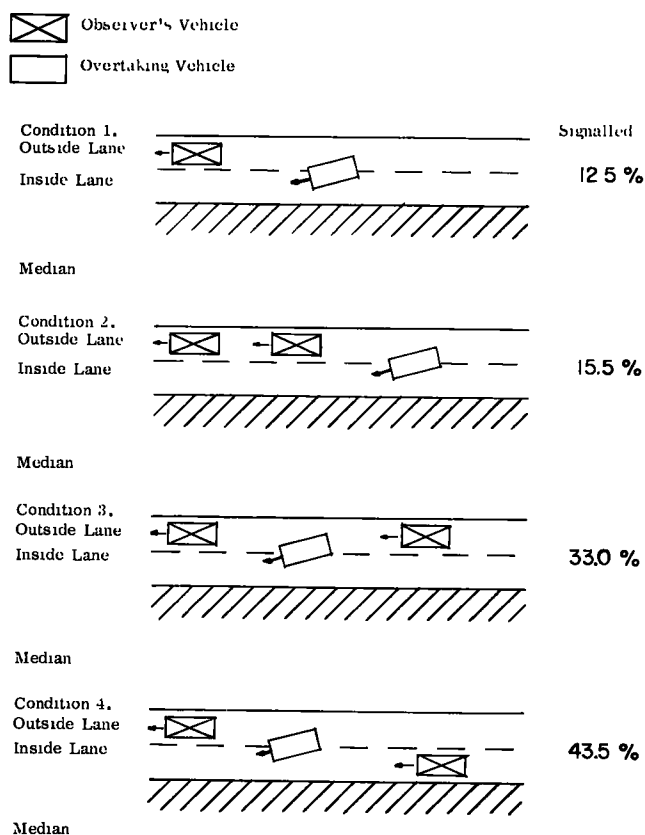 Observer's Vehicle
Overtaking Vehicle
Signalled
Condition 1.
Outside Lane
Inside Lane
12 5 %
Median
Condition 2.
Outside Lane
Inside Lane
15.5 %
Median
Condition 3.
Outside Lane
Inside Lane
33.0 %
Median
Condition 4.
Outside Lane
Inside Lane
43.5 %
Median